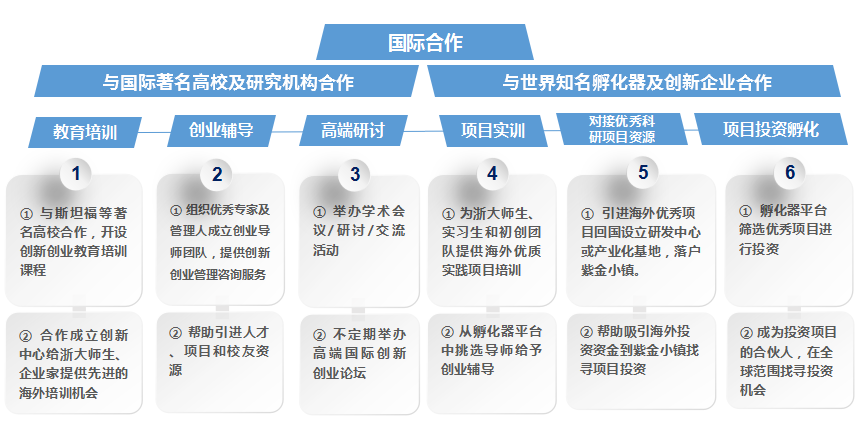 国际合作
与国际著名高校及研究机构合作
与世界知名孵化器及创新企业合作
教育培训
创业辅导
高端研讨
项目实训
对接优秀科
研项目资源
项目投资孵化
1
① 与斯坦福等著
名高校合作，开设
创新创业教育培训
课程
② 合作成立创新
中心给浙大师生、
企业家提供先进的
海外培训机会
2
① 组织优秀专家及
管理人成立创业导
师团队，提供创新
创业管理咨询服务
② 帮助引进人才
、项目和校友资
源
3
① 举办学术会
议/研讨/交流
活动
② 不定期举办
高端国际创新
创业论坛
4
① 为浙大师生、
实习生和初创团
队提供海外优质
实践项目培训
② 从孵化器平台
中挑选导师给予
创业辅导
5
① 引进海外优秀项
目回国设立研发中心
或产业化基地，落户
紫金小镇。
② 帮助吸引海外投
资资金到紫金小镇找
寻项目投资
6
① 孵化器平台
筛选优秀项目进
行投资
② 成为投资项目
的合伙人，在全
球范围找寻投资
机会